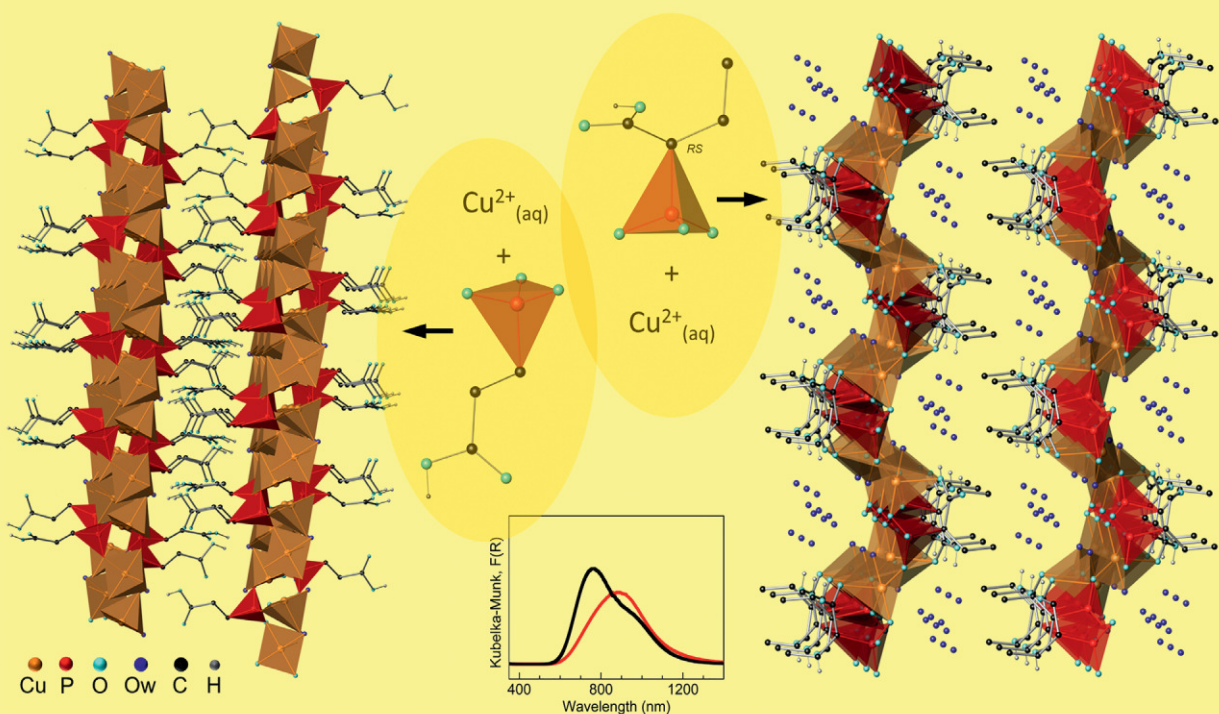 RS
Cu2+(aq)
+
+
Cu2+(aq)
Kubelka-Munk, F(R)
400 800 1200
Wavelength (nm)
Cu P O Ow C H